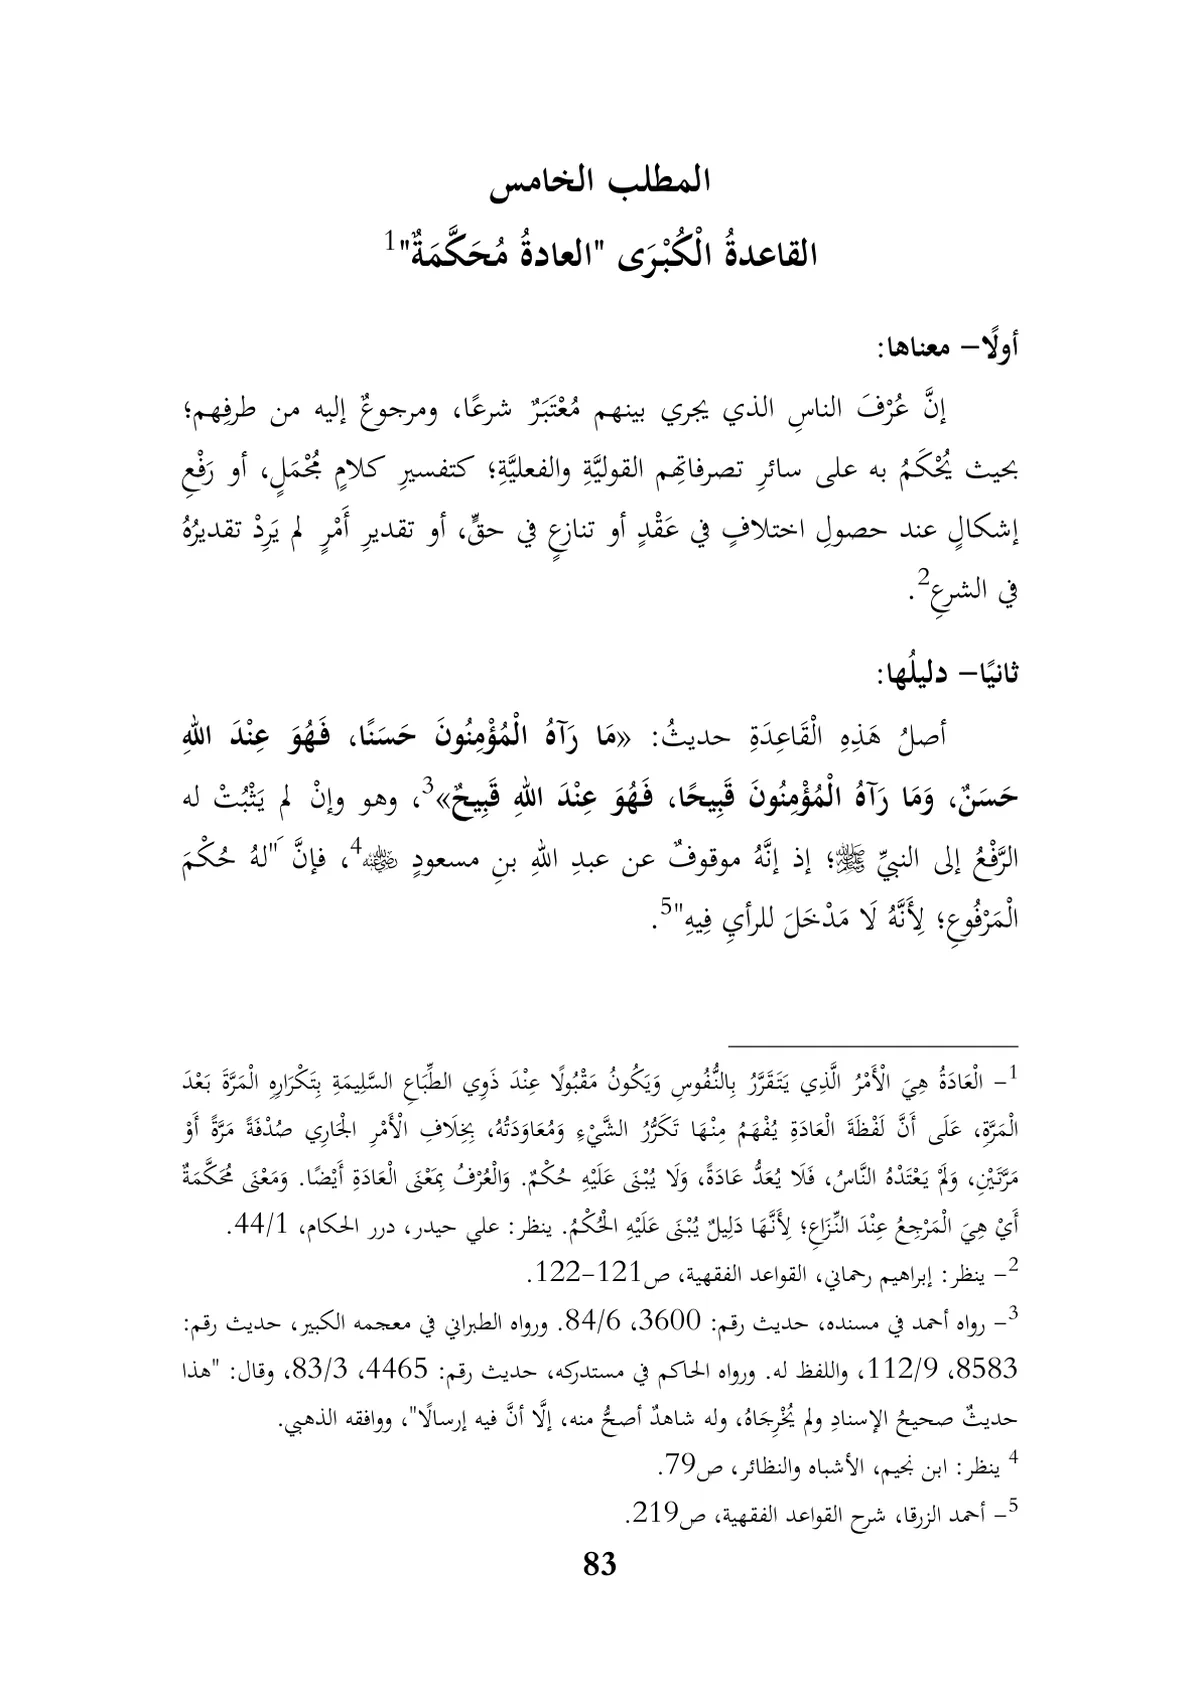 المطلب الخامس
القاعدةُ الْكُبْرَى "العادةُ مُحَكَّمَةٌ"1
أولًا– معناها:
إنَّ عُرْفَ الناسِ الذي يجري بينهم مُعْتَبَرٌ شرعًا، ومرجوعٌ إليه من طرفِهم؛
بحيث يُحْكَمُ به على سائرِ تصرفاتِهم القوليَّةِ والفعليَّةِ؛ كتفسيرِ كلامٍ مُجْمَلٍ، أو رَفْعِ
إشكالٍ عند حصولِ اختلافٍ في عَقْدٍ أو تنازعٍ في حقٍّ، أو تقديرِ أَمْرٍ لم يَرِدْ تقديرُهُ
في الشرعِ2.
ثانيًا– دليلُها:
أصلُ هَذِهِ الْقَاعِدَةِ حديثُ: «مَا رَآهُ الْمُؤْمِنُونَ حَسَنًا، فَهُوَ عِنْدَ اللهِ
حَسَنٌ، وَمَا رَآهُ الْمُؤْمِنُونَ قَبِيحًا، فَهُوَ عِنْدَ اللهِ قَبِيحٌ»3، وهو وإنْ لم يَثْبُتْ له
الرَّفْعُ إلى النبيِّ ﷺ؛ إذ إنَّهُ موقوفٌ عن عبدِ اللهِ بنِ مسعودٍ ﵁4، فإنَّ َ"لهُ حُكْمَ
الْمَرْفُوعِ؛ لِأَنَّهُ لَا مَدْخَلَ للرأيِ فِيهِ"5.
1– الْعَادَةُ هِيَ الْأَمْرُ الَّذِي يَتَقَرَّرُ بِالنُّفُوسِ وَيَكُونُ مَقْبُولًا عِنْدَ ذَوِي الطِّبَاعِ السَّلِيمَةِ بِتَكْرَارِهِ الْمَرَّةَ بَعْدَ
الْمَرَّةِ، عَلَى أَنَّ لَفْظَةَ الْعَادَةِ يُفْهَمُ مِنْهَا تَكَرُّرُ الشَّيْءِ وَمُعَاوَدَتُهُ، بِخِلَافِ الْأَمْرِ الْجَارِي صُدْفَةً مَرَّةً أَوْ
مَرَّتَيْنِ، وَلَمْ يَعْتَدْهُ النَّاسُ، فَلَا يُعَدُّ عَادَةً، وَلَا يُبْنَى عَلَيْهِ حُكْمٌ. وَالْعُرْفُ بِمَعْنَى الْعَادَةِ أَيْضًا. وَمَعْنَى مُحَكَّمَةٌ
أَيْ هِيَ الْمَرْجِعُ عِنْدَ النِّزَاعِ؛ لِأَنَّهَا دَلِيلٌ يُبْنَى عَلَيْهِ الْحُكْمُ. ينظر: علي حيدر، درر الحكام، 44/1.
2– ينظر: إبراهيم رحماني، القواعد الفقهية، ص121–122.
3– رواه أحمد في مسنده، حديث رقم: 3600، 84/6. ورواه الطبراني في معجمه الكبير، حديث رقم:
8583، 112/9، واللفظ له. ورواه الحاكم في مستدركه، حديث رقم: 4465، 83/3، وقال: "هذا
حديثٌ صحيحُ الإسنادِ ولم يُخْرِجَاهُ، وله شاهدٌ أصحُّ منه، إلَّا أنَّ فيه إرسالًا"، ووافقه الذهبي.
4 ينظر: ابن نجيم، الأشباه والنظائر، ص79.
5– أحمد الزرقا، شرح القواعد الفقهية، ص219.
83